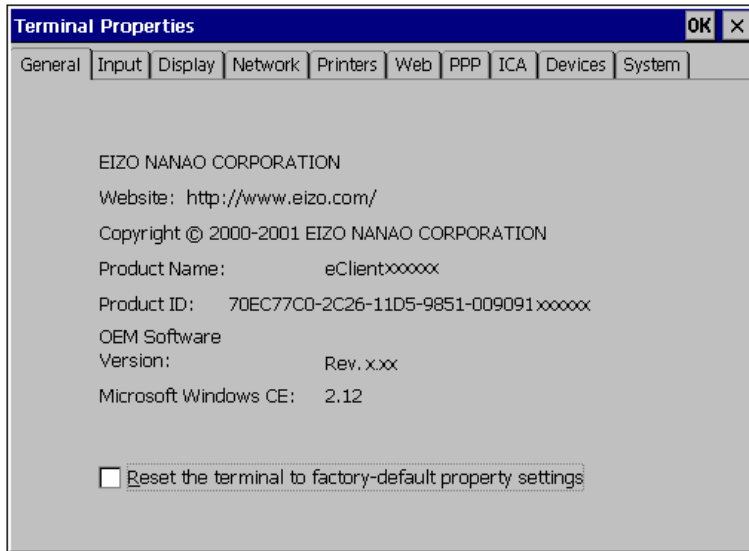 Terminal Properties OK ×
General Input Display Network Printers Web PPP ICA Devices System
EIZO NANAO CORPORATION
Website: http://www.eizo.com/
Copyright © 2000-2001 EIZO NANAO CORPORATION
Product Name: eClientxxxxxx
Product ID: 70EC77C0-2C26-11D5-9851-009091xxxxxx
OEM Software
Version: Rev. x.xx
Microsoft Windows CE: 2.12
Reset the terminal to factory-default property settings